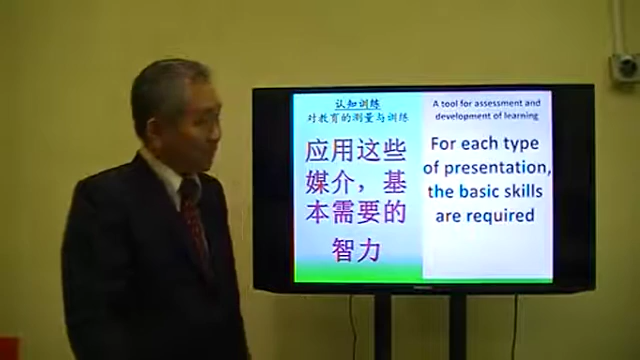 认知训练
对教育的测量与训练
应用这些
媒介，基
本需要的
智力
A tool for assessment and
development of learning
For each type
of presentation,
the basic skills
are required